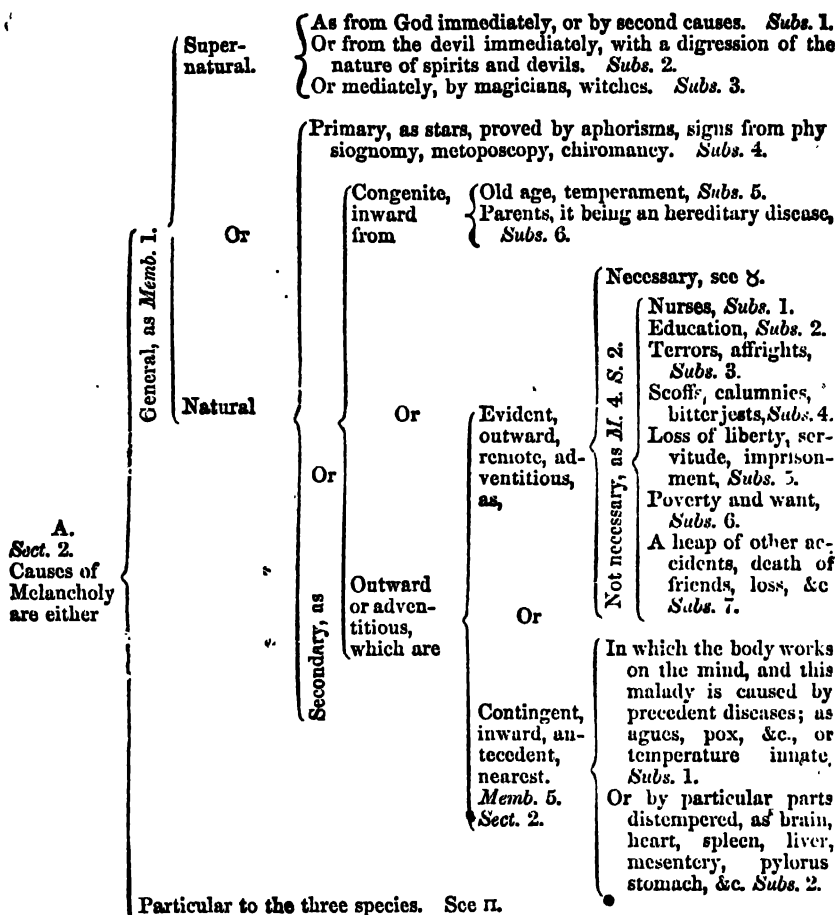 A.
Sect. 2.
Causes of
Melancholy
are either
General, as Memb. 1.
Super-
natural.
As from God immediately, or by second causes. Subs. 1.
Or from the devil immediately, with a digression of the
nature of spirits and devils. Subs. 2.
Or mediately, by magicians, witches. Subs. 3.
Or
Natural
Primary, as stars, proved by aphorisms, signs from phy
siognomy, metoposcopy, chiromancy. Subs. 4.
Or
Secondary, as
Congenite,
inward
from
Old age, temperament, Subs. 5.
Parents, it being an hereditary disease,
Subs. 6.
Or
Outward
or adven-
titious,
which are
Evident,
outward,
remote, ad-
ventitious,
as,
Necessary, see ♉.
Not necessary, as M. 4. S. 2.
Nurses, Subs. 1.
Education, Subs. 2.
Terrors, affrights,
Subs. 3.
Scoffs, calumnies,
bitter jests, Subs. 4.
Loss of liberty, ser-
vitude, imprison-
ment, Subs. 5.
Poverty and want,
Subs. 6.
A heap of other ac-
cidents, death of
friends, loss, &c
Subs. 7.
Or
Contingent,
inward, an-
tecedent,
nearest.
Memb. 5.
Sect. 2.
In which the body works
on the mind, and this
malady is caused by
precedent diseases; as
agues, pox, &c., or
temperature innate,
Subs. 1.
Or by particular parts
distempered, as brain,
heart, spleen, liver,
mesentery, pylorus
stomach, &c. Subs. 2.
Particular to the three species. See Π.